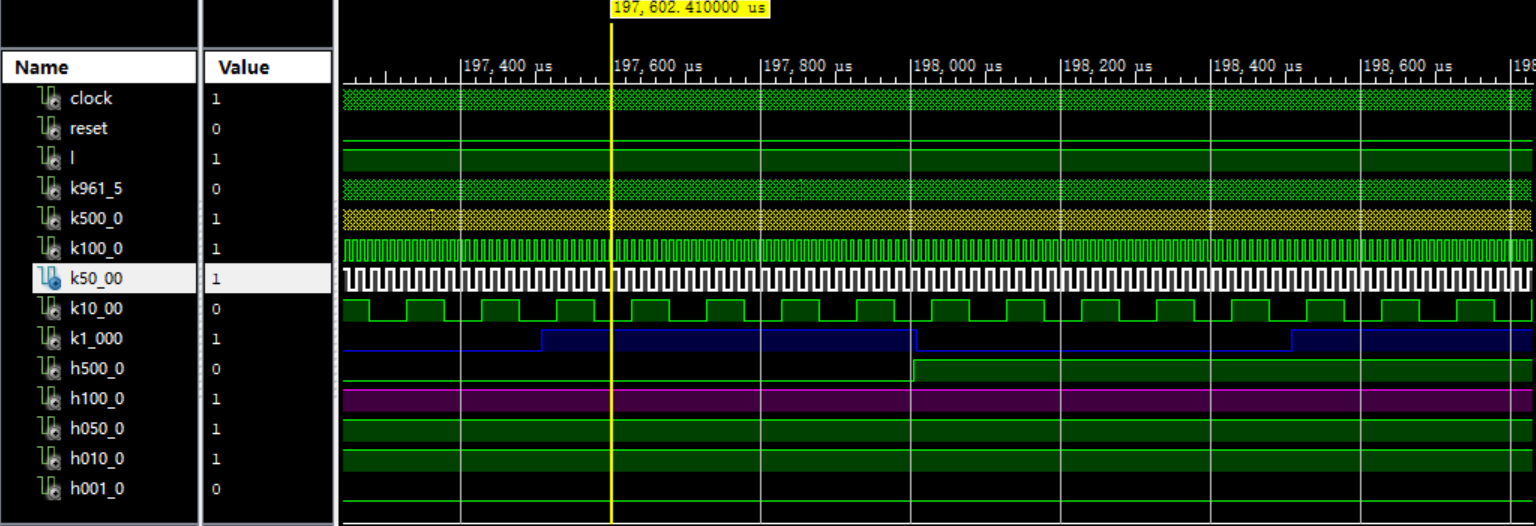 197,602.410000 us
Name Value
197,400 us 197,600 us 197,800 us 198,000 us 198,200 us 198,400 us 198,600 us 198
clock 1
reset 0
l 1
k961_5 0
k500_0 1
k100_0 1
k50_00 1
k10_00 0
k1_000 1
h500_0 0
h100_0 1
h050_0 1
h010_0 1
h001_0 0